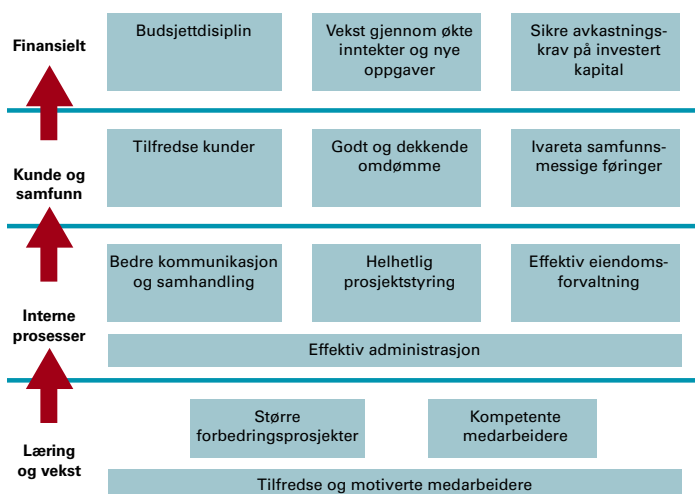 Finansielt
Budsjettdisiplin
Vekst gjennom økte
inntekter og nye
oppgaver
Sikre avkastnings-
krav på investert
kapital
Kunde og
samfunn
Tilfredse kunder
Godt og dekkende
omdømme
Ivareta samfunns-
messige føringer
Interne
prosesser
Bedre kommunikasjon
og samhandling
Helhetlig
prosjektstyring
Effektiv eiendoms-
forvaltning
Effektiv administrasjon
Læring
og vekst
Større
forbedringsprosjekter
Kompetente
medarbeidere
Tilfredse og motiverte medarbeidere